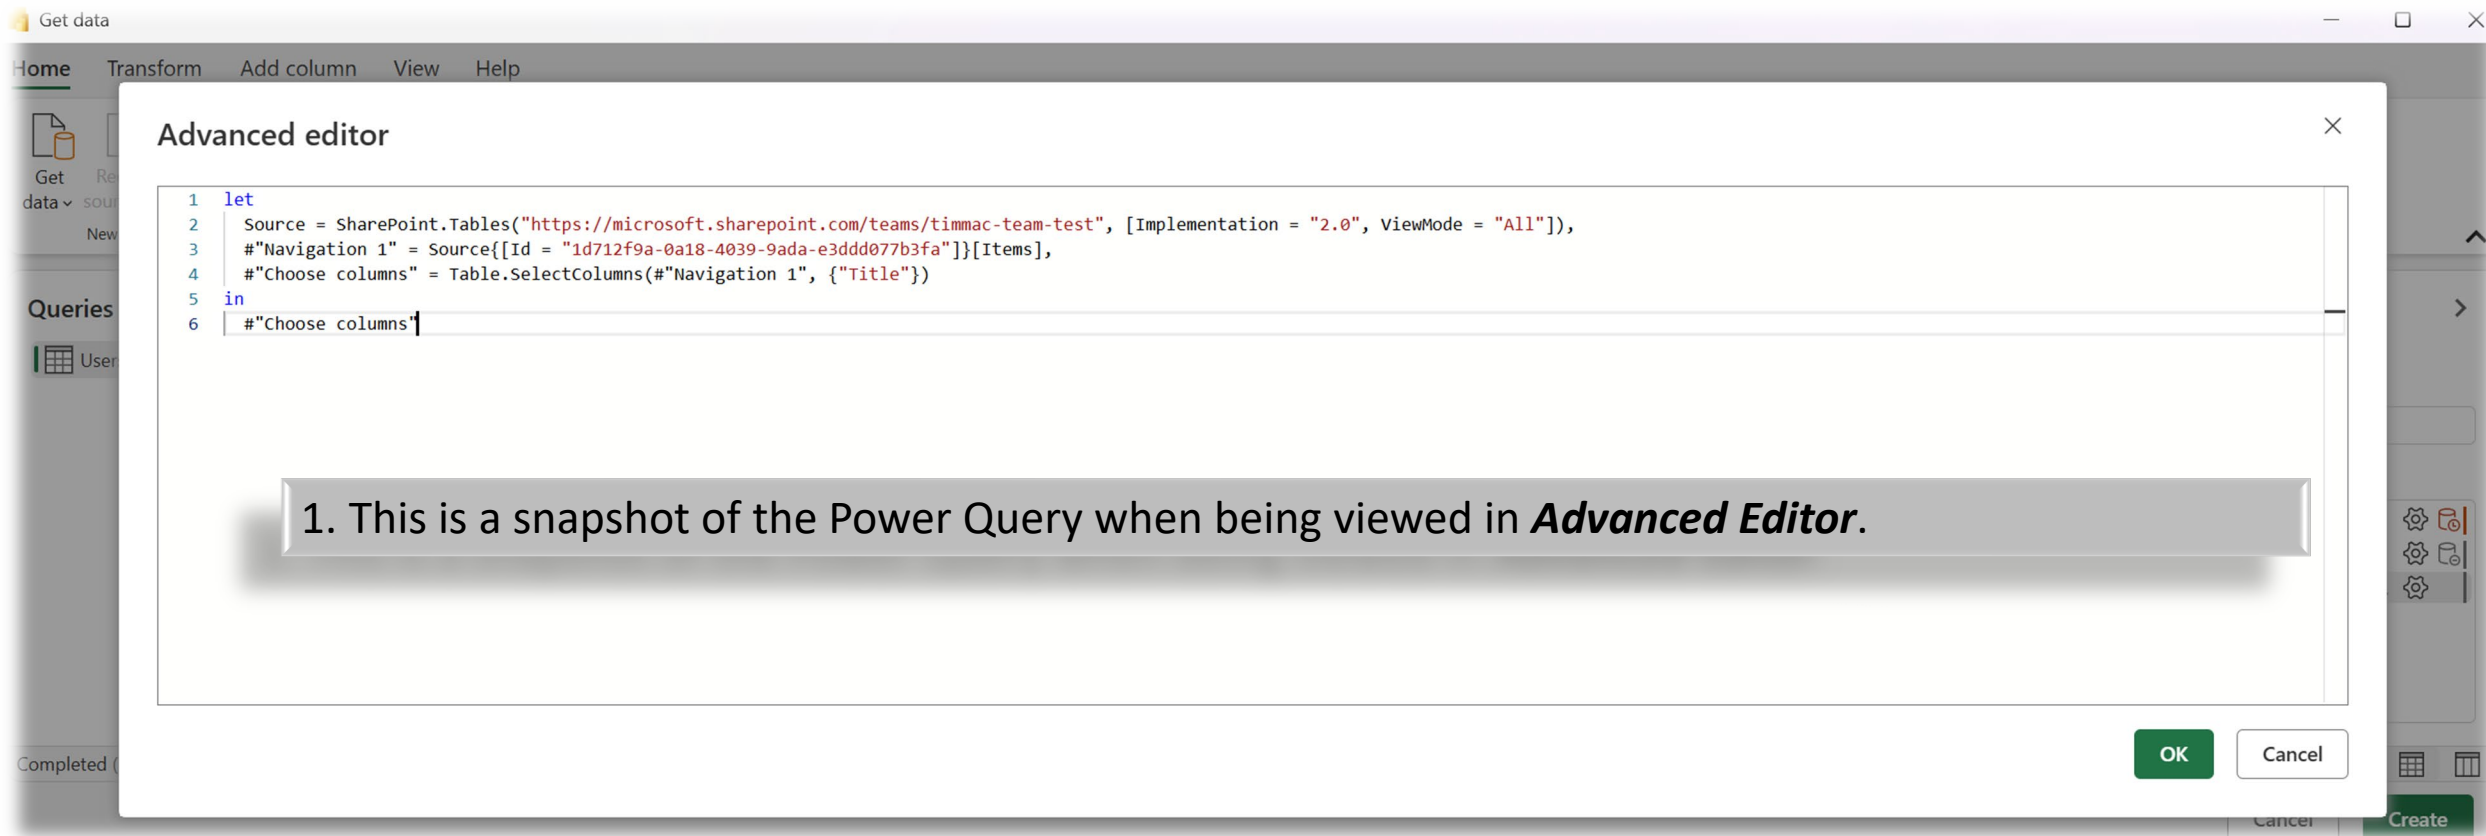 Get data
Home Transform Add column View Help
Advanced editor
Get
data
New
1 let
2 Source = SharePoint.Tables("https://microsoft.sharepoint.com/teams/timmac-team-test", [Implementation = "2.0", ViewMode = "All"]),
3 #"Navigation 1" = Source{[Id = "1d712f9a-0a18-4039-9ada-e3ddd077b3fa"]}[Items],
4 #"Choose columns" = Table.SelectColumns(#"Navigation 1", {"Title"})
5 in
6 #"Choose columns"
Queries
User
1. This is a snapshot of the Power Query when being viewed in Advanced Editor.
OK Cancel
Completed (
Cancel Create